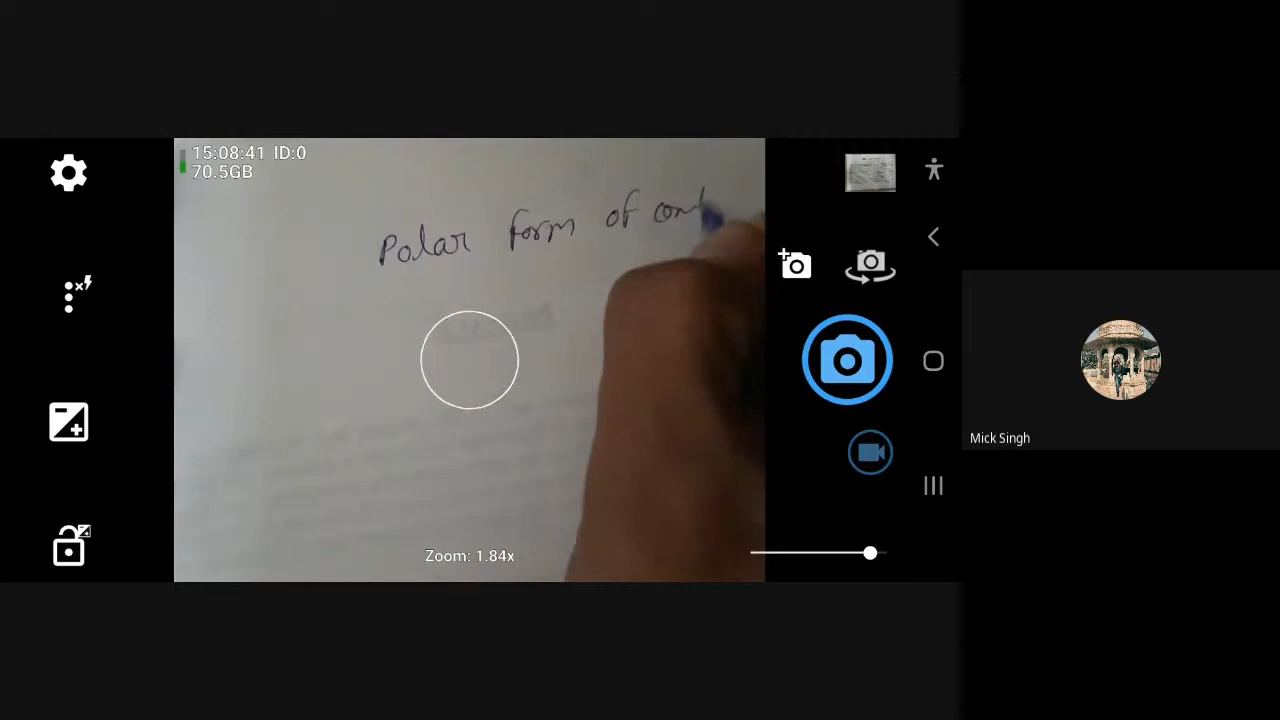 15:08:41 ID:0
70.5GB
Polar form of
Zoom: 1.84x
Mick Singh